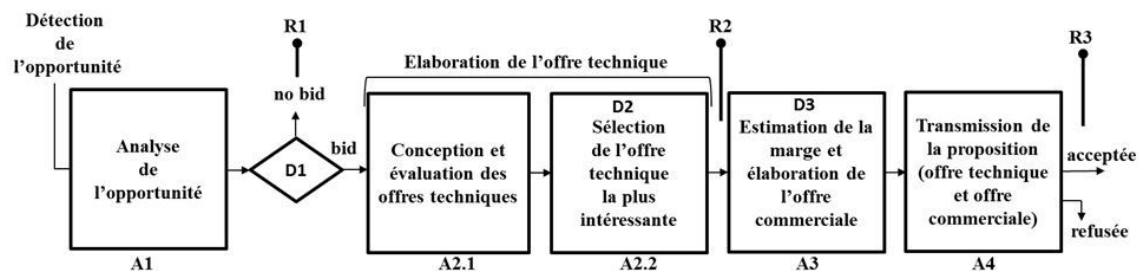 Détection
de
l'opportunité
R1
R2
R3
Elaboration de l'offre technique
no bid
bid
Analyse
de
l'opportunité
D1
Conception et
évaluation des
offres techniques
D2
Sélection
de l'offre
technique
la plus
intéressante
D3
Estimation de la
marge et
élaboration de
l'offre
commerciale
Transmission de
la proposition
(offre technique
et offre
commerciale)
acceptée
refusée
A1
A2.1
A2.2
A3
A4